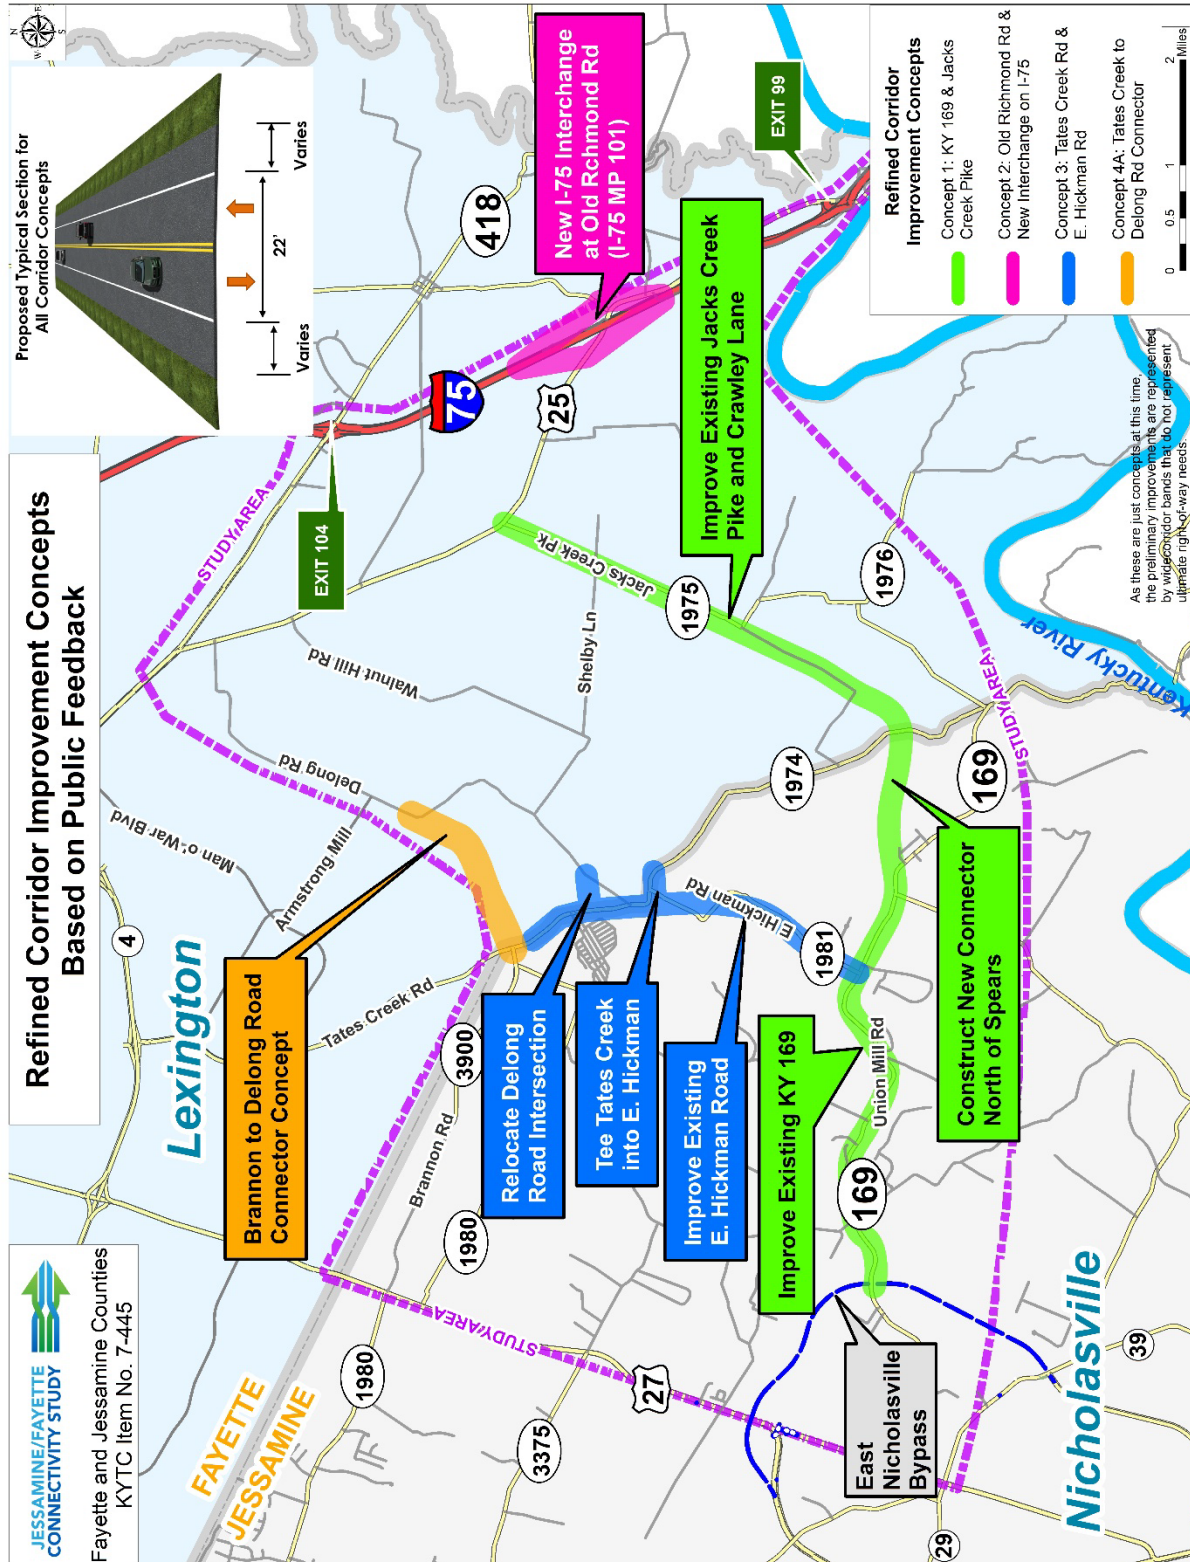 Refined Corridor Improvement Concepts
Based on Public Feedback
JESSAMINE/FAYETTE
CONNECTIVITY STUDY
Fayette and Jessamine Counties
KYTC Item No. 7-445
Proposed Typical Section for
All Corridor Concepts
Varies
22'
Varies
N
W
E
S
Lexington
FAYETTE
JESSAMINE
Nicholasville
4
Man o' War Blvd
Armstrong Mill
Delong Rd
Tates Creek Rd
Walnut Hill Rd
Shelby Ln
STUDY AREA
STUDY AREA
STUDY AREA
EXIT 104
75
418
25
EXIT 99
Brannon to Delong Road
Connector Concept
New I-75 Interchange
at Old Rchmond Rd
(I-75 MP 101)
3900
Brannon Rd
1980
1980
Relocate Delong
Road Intersection
Tee Tates Creek
into E. Hickman
Improve Existing
E. Hickman Road
E Hickman Rd
1981
1974
Jacks Creek Pk
1975
1976
Improve Existing Jacks Creek
Pike and Crawley Lane
Improve Existing KY 169
Union Mill Rd
169
169
Construct New Connector
North of Spears
27
3375
East
Nicholasville
Bypass
29
39
Kentucky River
As these are just concepts at this time,
the preliminary improvements are represented
by widecorridor bands that do not represent
ultimate right-of-way needs.
Refined Corridor
Improvement Concepts
Concept 1: KY 169 & Jacks
Creek Pike
Concept 2: Old Richmond Rd &
New Interchange on I-75
Concept 3: Tates Creek Rd &
E. Hickman Rd
Concept 4A: Tates Creek to
Delong Rd Connector
0 0.5 1 2
Miles